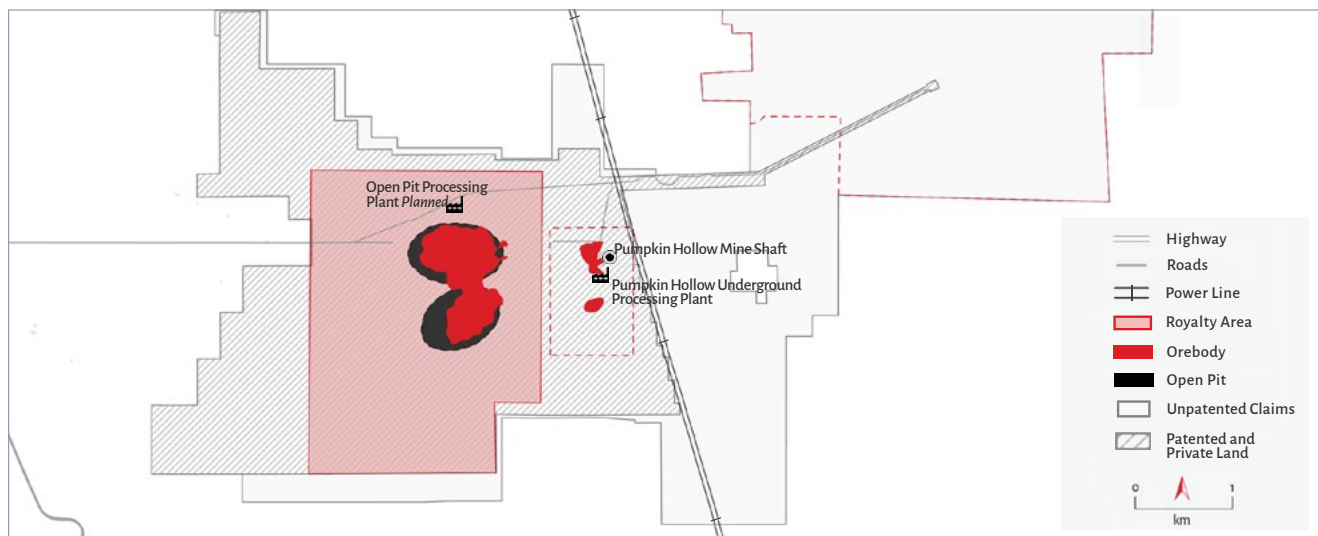 Open Pit Processing
Plant Planned
Pumpkin Hollow Mine Shaft
Pumpkin Hollow Underground
Processing Plant
Highway
Roads
Power Line
Royalty Area
Orebody
Open Pit
Unpatented Claims
Patented and
Private Land
0 1
km